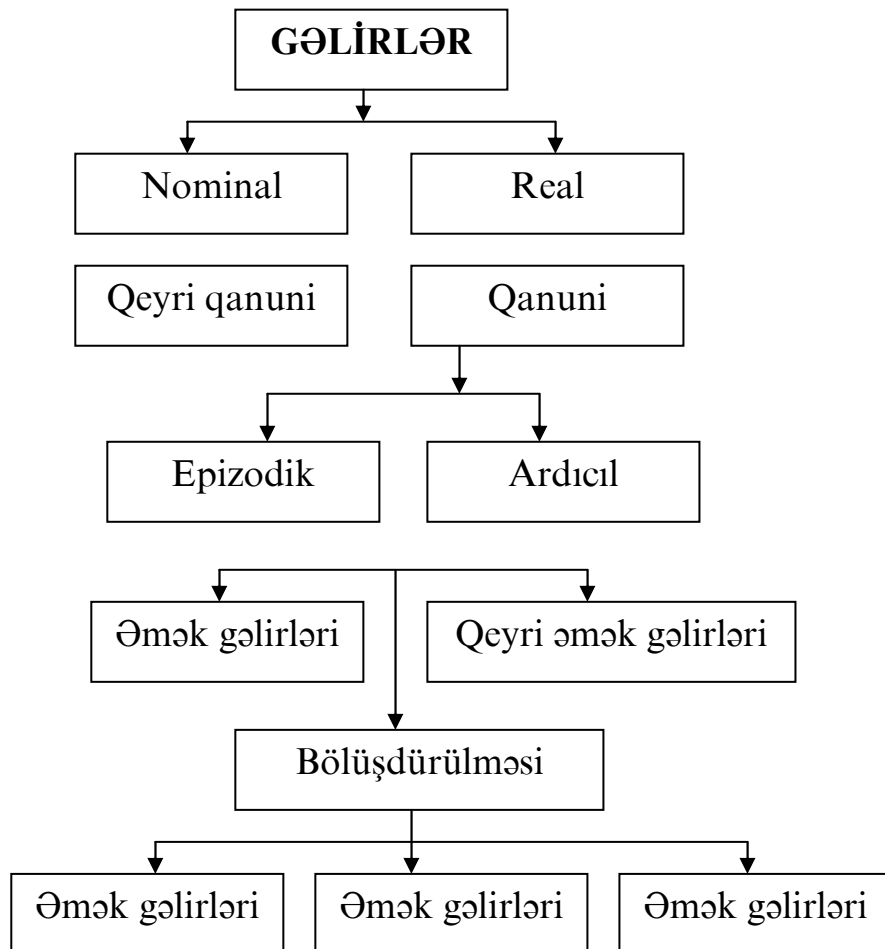 GƏLİRLƏR
Nominal
Real
Qeyri qanuni
Qanuni
Epizodik
Ardıcıl
Əmək gəlirləri
Qeyri əmək gəlirləri
Bölüşdürülməsi
Əmək gəlirləri
Əmək gəlirləri
Əmək gəlirləri